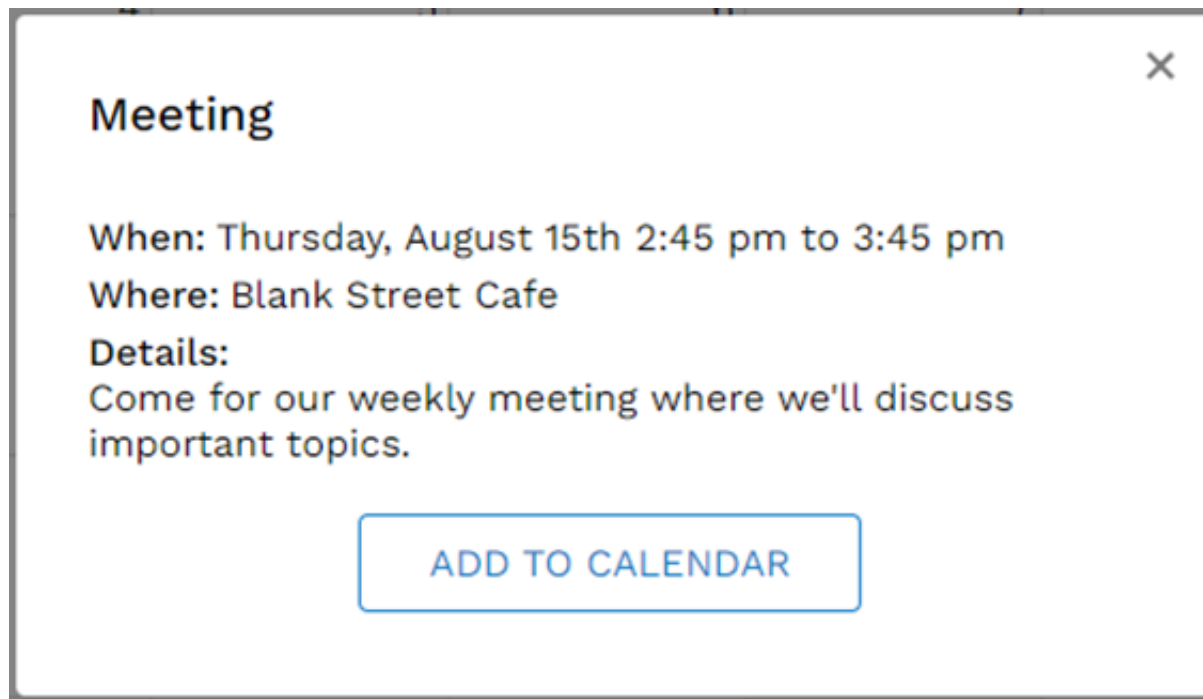 Meeting
When: Thursday, August 15th 2:45 pm to 3:45 pm
Where: Blank Street Cafe
Details:
Come for our weekly meeting where we'll discuss
important topics.
ADD TO CALENDAR